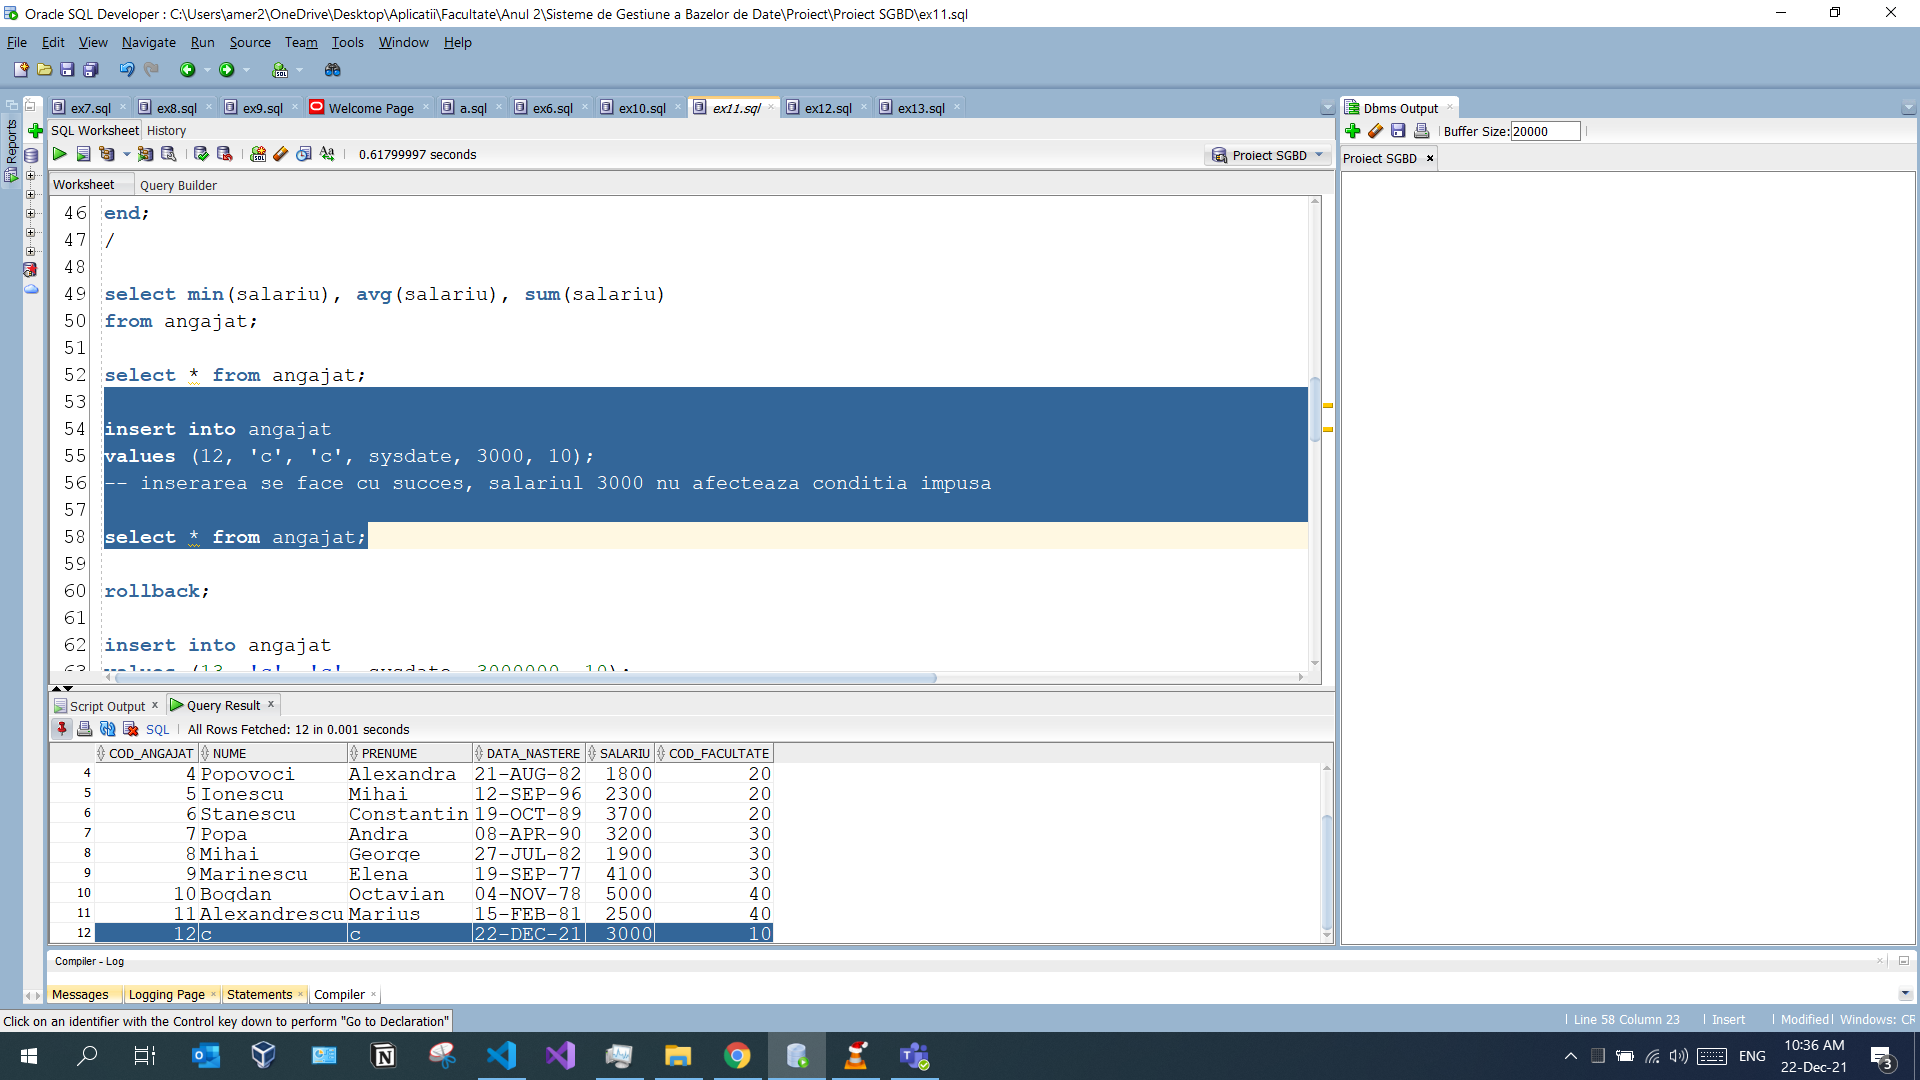 Oracle SQL Developer : C:\Users\amer2\OneDrive\Desktop\Aplicatii\Facultate\Anul 2\Sisteme de Gestiune a Bazelor de Date\Proiect\Proiect SGBD\ex11.sql
File Edit View Navigate Run Source Team Tools Window Help
ex7.sql ex8.sql ex9.sql Welcome Page a.sql ex6.sql ex10.sql ex11.sql ex12.sql ex13.sql
Dbms Output
Reports
SQL Worksheet History
Buffer Size: 20000
0.61799997 seconds
Proiect SGBD
Proiect SGBD
Worksheet Query Builder
46 end;
47 /
48
49 select min(salariu), avg(salariu), sum(salariu)
50 from angajat;
51
52 select * from angajat;
53
54 insert into angajat
55 values (12, 'c', 'c', sysdate, 3000, 10);
56 -- inserarea se face cu succes, salariul 3000 nu afecteaza conditia impusa
57
58 select * from angajat;
59
60 rollback;
61
62 insert into angajat
63 values (13, 'c', 'c', sysdate, 3000000, 10);
Script Output Query Result
SQL All Rows Fetched: 12 in 0.001 seconds
COD_ANGAJAT NUME PRENUME DATA_NASTERE SALARIU COD_FACULTATE
4 4 Popovoci Alexandra 21-AUG-82 1800 20
5 5 Ionescu Mihai 12-SEP-96 2300 20
6 6 Stanescu Constantin 19-OCT-89 3700 20
7 7 Popa Andra 08-APR-90 3200 30
8 8 Mihai George 27-JUL-82 1900 30
9 9 Marinescu Elena 19-SEP-77 4100 30
10 10 Bogdan Octavian 04-NOV-78 5000 40
11 11 Alexandrescu Marius 15-FEB-81 2500 40
12 12 c c 22-DEC-21 3000 10
Compiler - Log
Messages Logging Page Statements Compiler
Click on an identifier with the Control key down to perform "Go to Declaration"
Line 58 Column 23 Insert Modified Windows: CR
ENG
10:36 AM
22-Dec-21
3